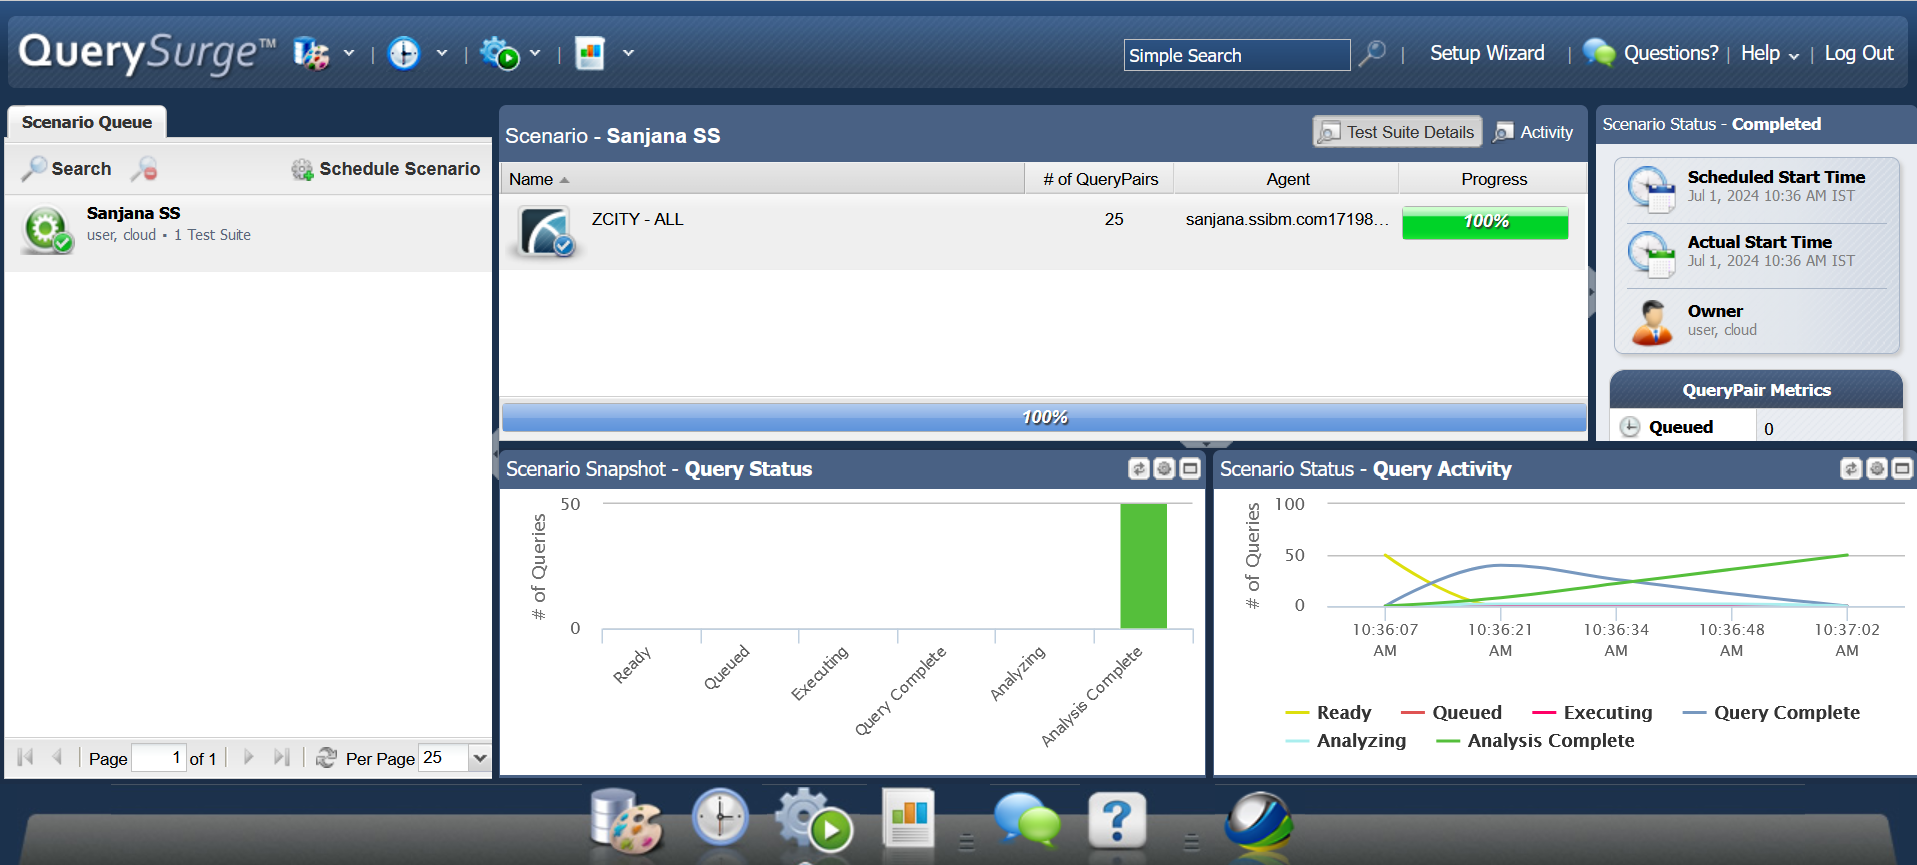 QuerySurge™
Simple Search
Setup Wizard
Questions?
Help
Log Out
Scenario Queue
Search
Schedule Scenario
Sanjana SS
user, cloud • 1 Test Suite
Page 1 of 1
Per Page 25
Scenario - Sanjana SS
Test Suite Details
Activity
Name # of QueryPairs Agent Progress
ZCITY - ALL 25 sanjana.ssibm.com17198... 100%
100%
Scenario Status - Completed
Scheduled Start Time
Jul 1, 2024 10:36 AM IST
Actual Start Time
Jul 1, 2024 10:36 AM IST
Owner
user, cloud
QueryPair Metrics
Queued 0
Scenario Snapshot - Query Status
# of Queries
50
0
Ready
Queued
Executing
Query Complete
Analyzing
Analysis Complete
Scenario Status - Query Activity
# of Queries
100
50
0
10:36:07 AM
10:36:21 AM
10:36:34 AM
10:36:48 AM
10:37:02 AM
Ready Queued Executing Query Complete
Analyzing Analysis Complete
?